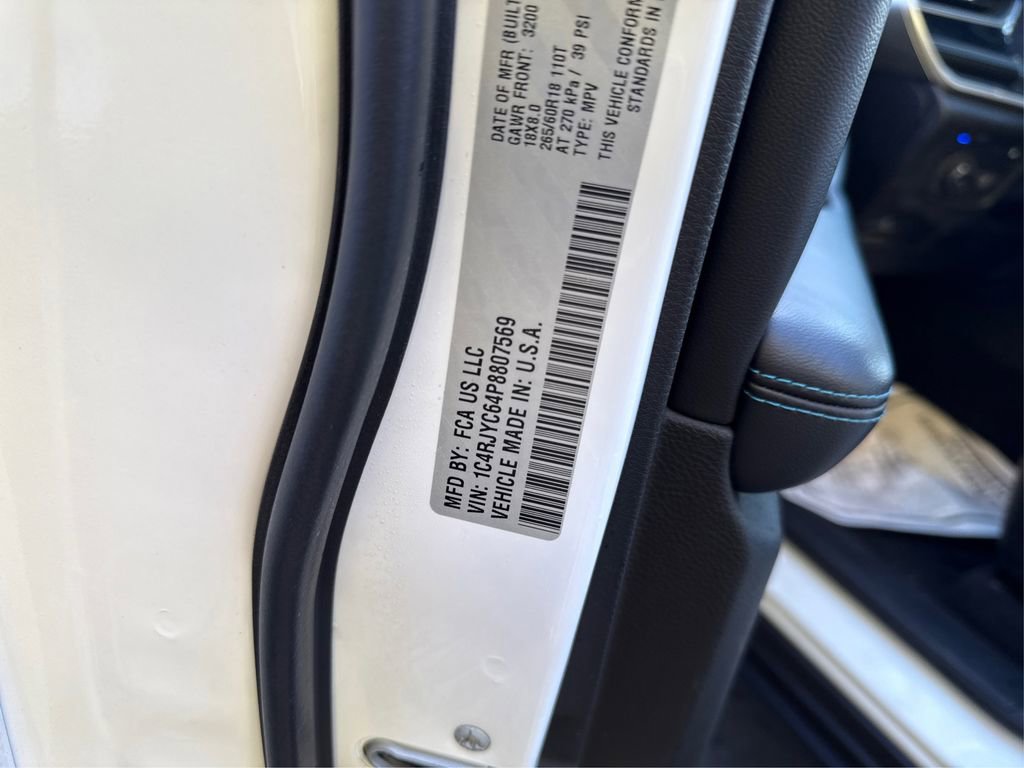 MFD BY: FCA US LLC
VIN: 1C4RJYC64P8807569
VEHICLE MADE IN: U.S.A.
DATE OF MFR (BUILT
GAWR FRONT: 3200
18X8.0
265/60R18 110T
AT 270 kPa / 39 PSI
TYPE: MPV
THIS VEHICLE CONFORM
STANDARDS IN